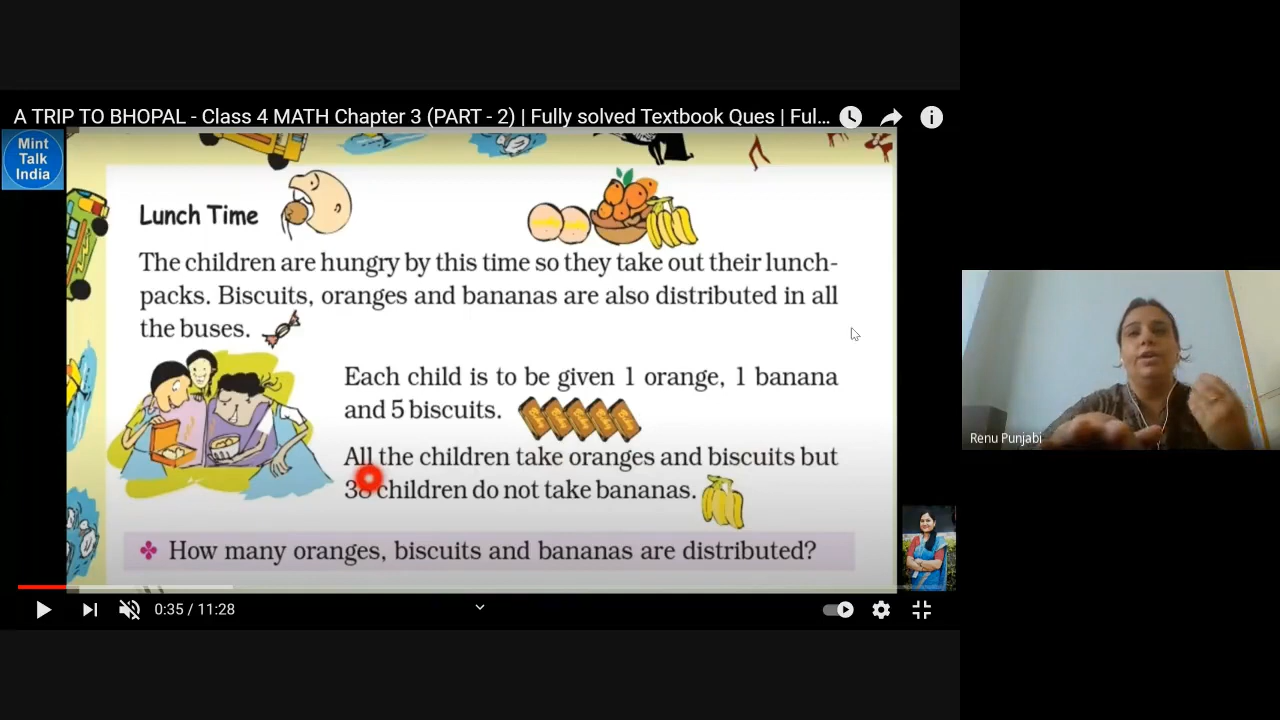 A TRIP TO BHOPAL - Class 4 MATH Chapter 3 (PART - 2) | Fully solved Textbook Ques | Ful...
Mint
Talk
India
Lunch Time
The children are hungry by this time so they take out their lunch-
packs. Biscuits, oranges and bananas are also distributed in all
the buses.
Each child is to be given 1 orange, 1 banana
and 5 biscuits.
All the children take oranges and biscuits but
38 children do not take bananas.
How many oranges, biscuits and bananas are distributed?
0:35 / 11:28
Renu Punjabi